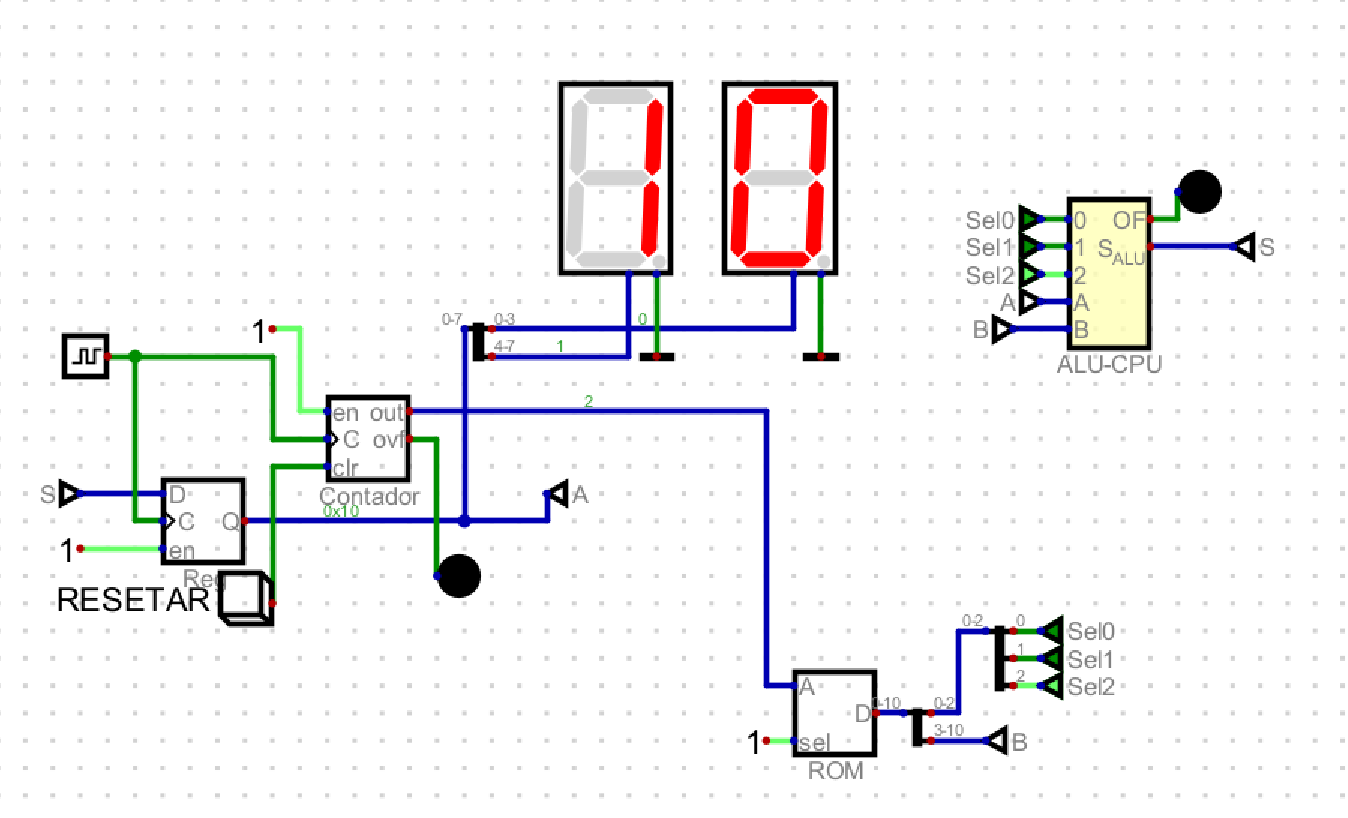 10
Sel0
0
OF
Sel1
1
S ALU
Sel2
2
A
A
B
B
ALU-CPU
1
0-7
0-3
0
4-7
1
en out
2
C ovf
clr
Contador
S
D
A
0x10
C
Q
1
en
Reg
RESETAR
0-2
0
Sel0
1
Sel1
2
Sel2
A
D
0-10
0-2
3-10
B
1
sel
ROM